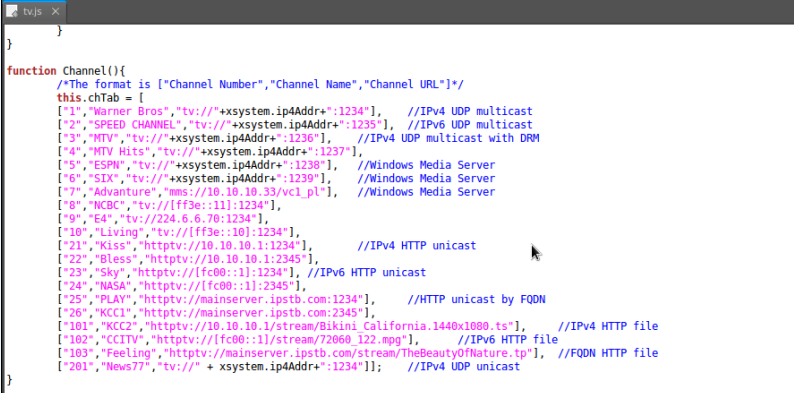 tv.js
}
}
function Channel(){
/*The format is ["Channel Number","Channel Name","Channel URL"]*/
this.chTab = [
["1","Warner Bros","tv://"+xsystem.ip4Addr+":1234"], //IPv4 UDP multicast
["2","SPEED CHANNEL","tv://"+xsystem.ip4Addr+":1235"], //IPv6 UDP multicast
["3","MTV","tv://"+xsystem.ip4Addr+":1236"], //IPv4 UDP multicast with DRM
["4","MTV Hits","tv://"+xsystem.ip4Addr+":1237"],
["5","ESPN","tv://"+xsystem.ip4Addr+":1238"], //Windows Media Server
["6","SIX","tv://"+xsystem.ip4Addr+":1239"], //Windows Media Server
["7","Advanture","mms://10.10.10.33/vc1_pl"], //Windows Media Server
["8","NCBC","tv://[ff3e::11]:1234"],
["9","E4","tv://224.6.6.70:1234"],
["10","Living","tv://[ff3e::10]:1234"],
["21","Kiss","httptv://10.10.10.1:1234"], //IPv4 HTTP unicast
["22","Bless","httptv://10.10.10.1:2345"],
["23","Sky","httptv://[fc00::1]:1234"], //IPv6 HTTP unicast
["24","NASA","httptv://[fc00::1]:2345"],
["25","PLAY","httptv://mainserver.ipstb.com:1234"], //HTTP unicast by FQDN
["26","KCC1","httptv://mainserver.ipstb.com:2345"],
["101","KCC2","httptv://10.10.10.1/stream/Bikini_California.1440x1080.ts"], //IPv4 HTTP file
["102","CCITV","httptv://[fc00::1]/stream/72060_122.mpg"], //IPv6 HTTP file
["103","Feeling","httptv://mainserver.ipstb.com/stream/TheBeautyOfNature.tp"], //FQDN HTTP file
["201","News77","tv://" + xsystem.ip4Addr+":1234"]]; //IPv4 UDP unicast
}